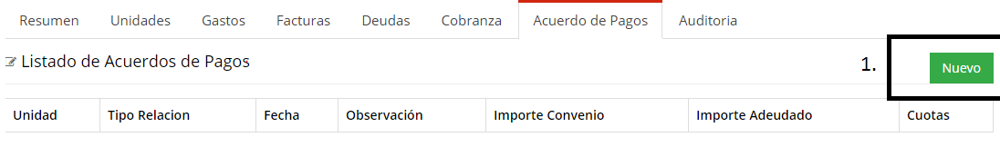 Resumen Unidades Gastos Facturas Deudas Cobranza Acuerdo de Pagos Auditoria
Listado de Acuerdos de Pagos 1. Nuevo
Unidad Tipo Relacion Fecha Observación Importe Convenio Importe Adeudado Cuotas